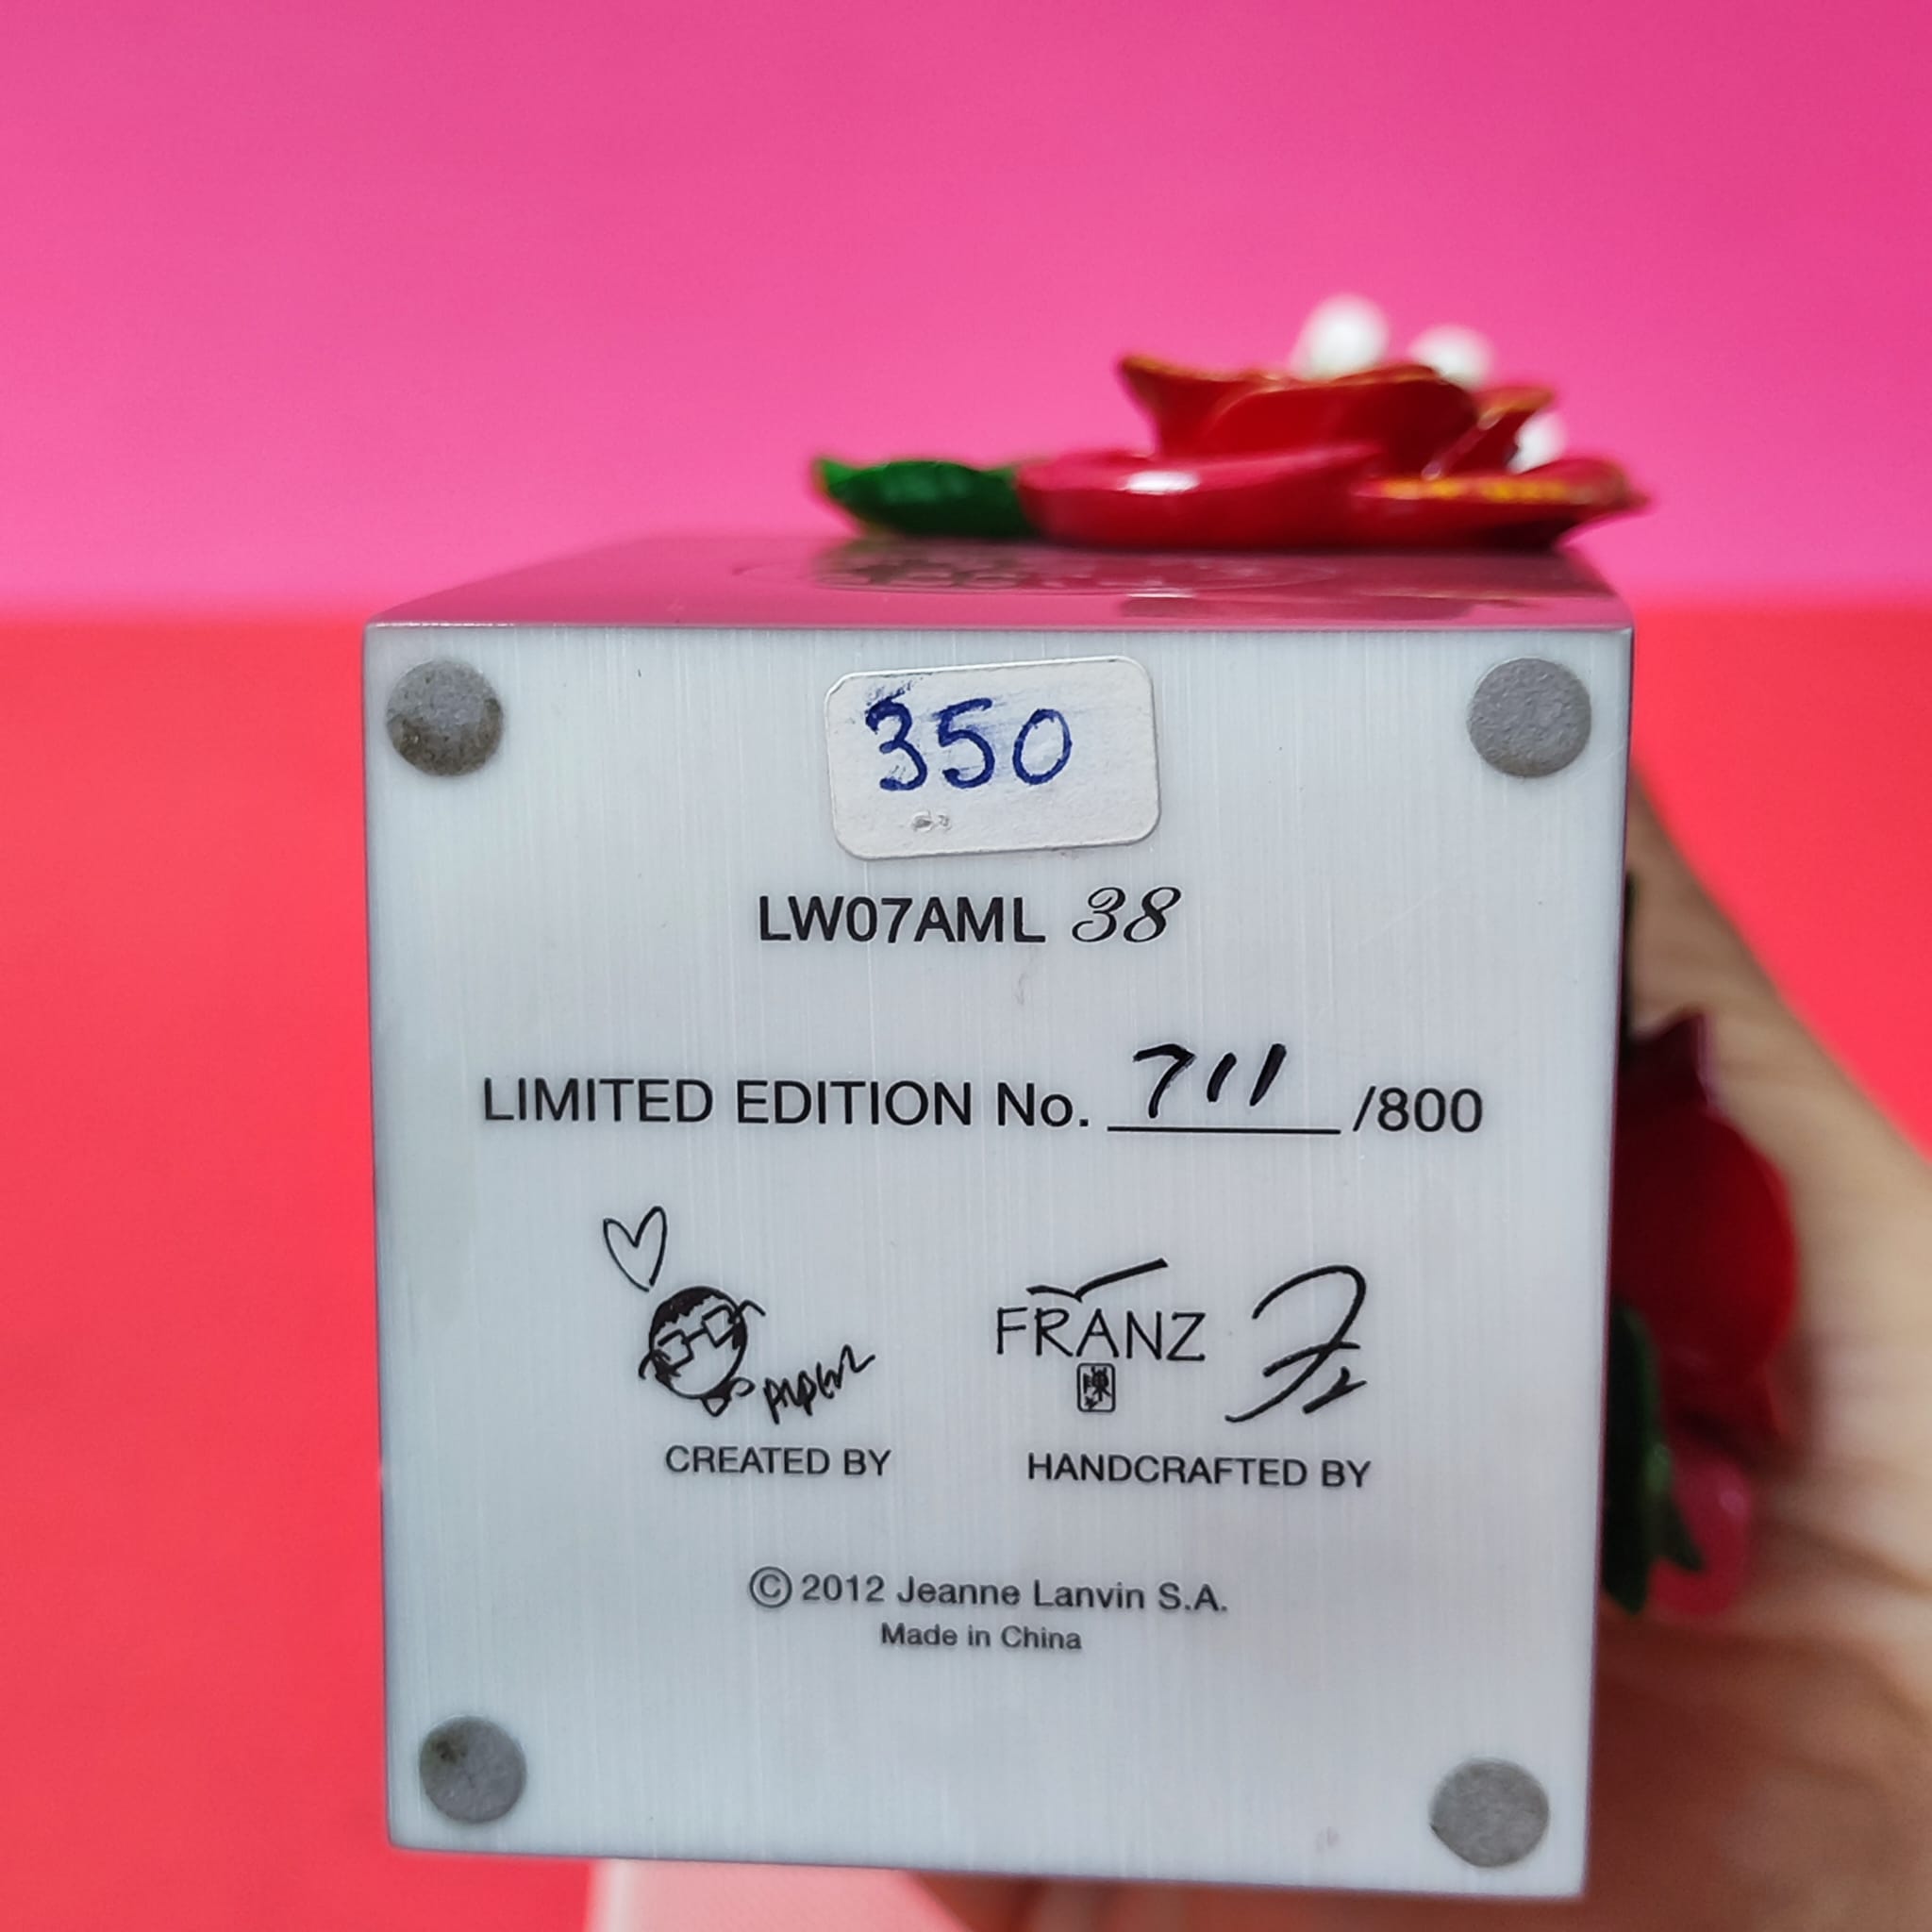 350
LW07AML 38
LIMITED EDITION No. 711 /800
FRANZ
CREATED BY HANDCRAFTED BY
© 2012 Jeanne Lanvin S.A.
Made in China